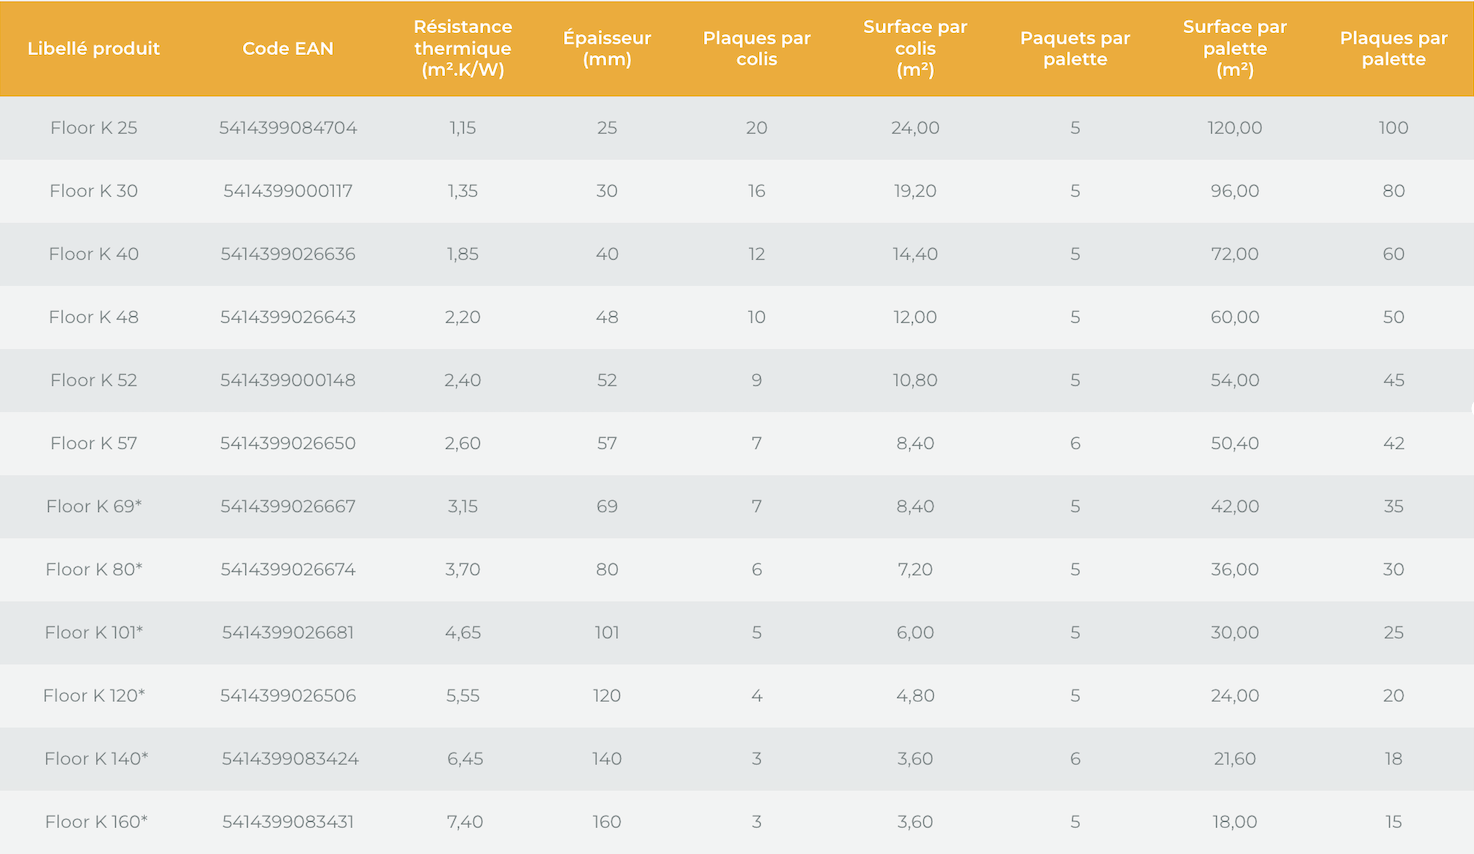 Libellé produit Code EAN Résistance thermique (m².K/W) Épaisseur (mm) Plaques par colis Surface par colis (m²) Paquets par palette Surface par palette (m²) Plaques par palette
Floor K 25 5414399084704 1,15 25 20 24,00 5 120,00 100
Floor K 30 5414399000117 1,35 30 16 19,20 5 96,00 80
Floor K 40 5414399026636 1,85 40 12 14,40 5 72,00 60
Floor K 48 5414399026643 2,20 48 10 12,00 5 60,00 50
Floor K 52 5414399000148 2,40 52 9 10,80 5 54,00 45
Floor K 57 5414399026650 2,60 57 7 8,40 6 50,40 42
Floor K 69* 5414399026667 3,15 69 7 8,40 5 42,00 35
Floor K 80* 5414399026674 3,70 80 6 7,20 5 36,00 30
Floor K 101* 5414399026681 4,65 101 5 6,00 5 30,00 25
Floor K 120* 5414399026506 5,55 120 4 4,80 5 24,00 20
Floor K 140* 5414399083424 6,45 140 3 3,60 6 21,60 18
Floor K 160* 5414399083431 7,40 160 3 3,60 5 18,00 15